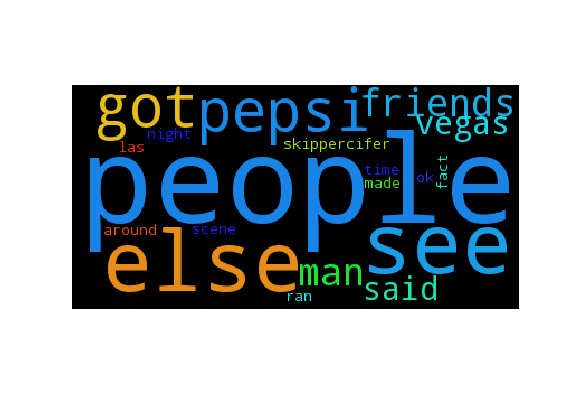 got
pepsi
friends
vegas
night
las
skippercifer
people
time
ok
fact
made
around
scene
else
see
man
said
ran